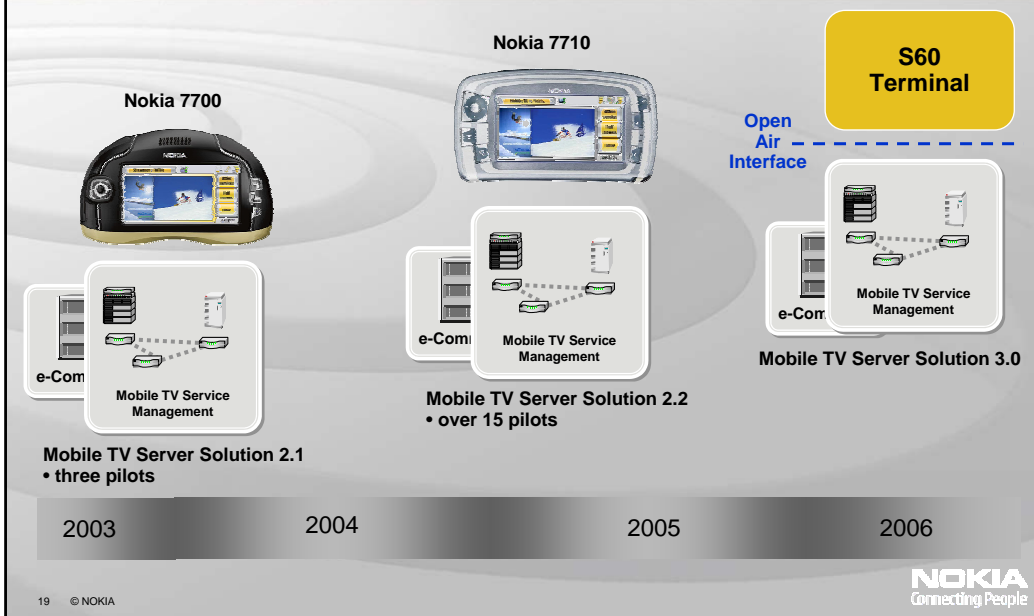 Nokia 7700
Nokia 7710
S60
Terminal
Open
Air
Interface
NOKIA
NOKIA
e-Com
Mobile TV Service
Management
Mobile TV Server Solution 2.1
• three pilots
e-Com
Mobile TV Service
Management
Mobile TV Server Solution 2.2
• over 15 pilots
e-Com
Mobile TV Service
Management
Mobile TV Server Solution 3.0
2003
2004
2005
2006
19 © NOKIA
NOKIA
Connecting People